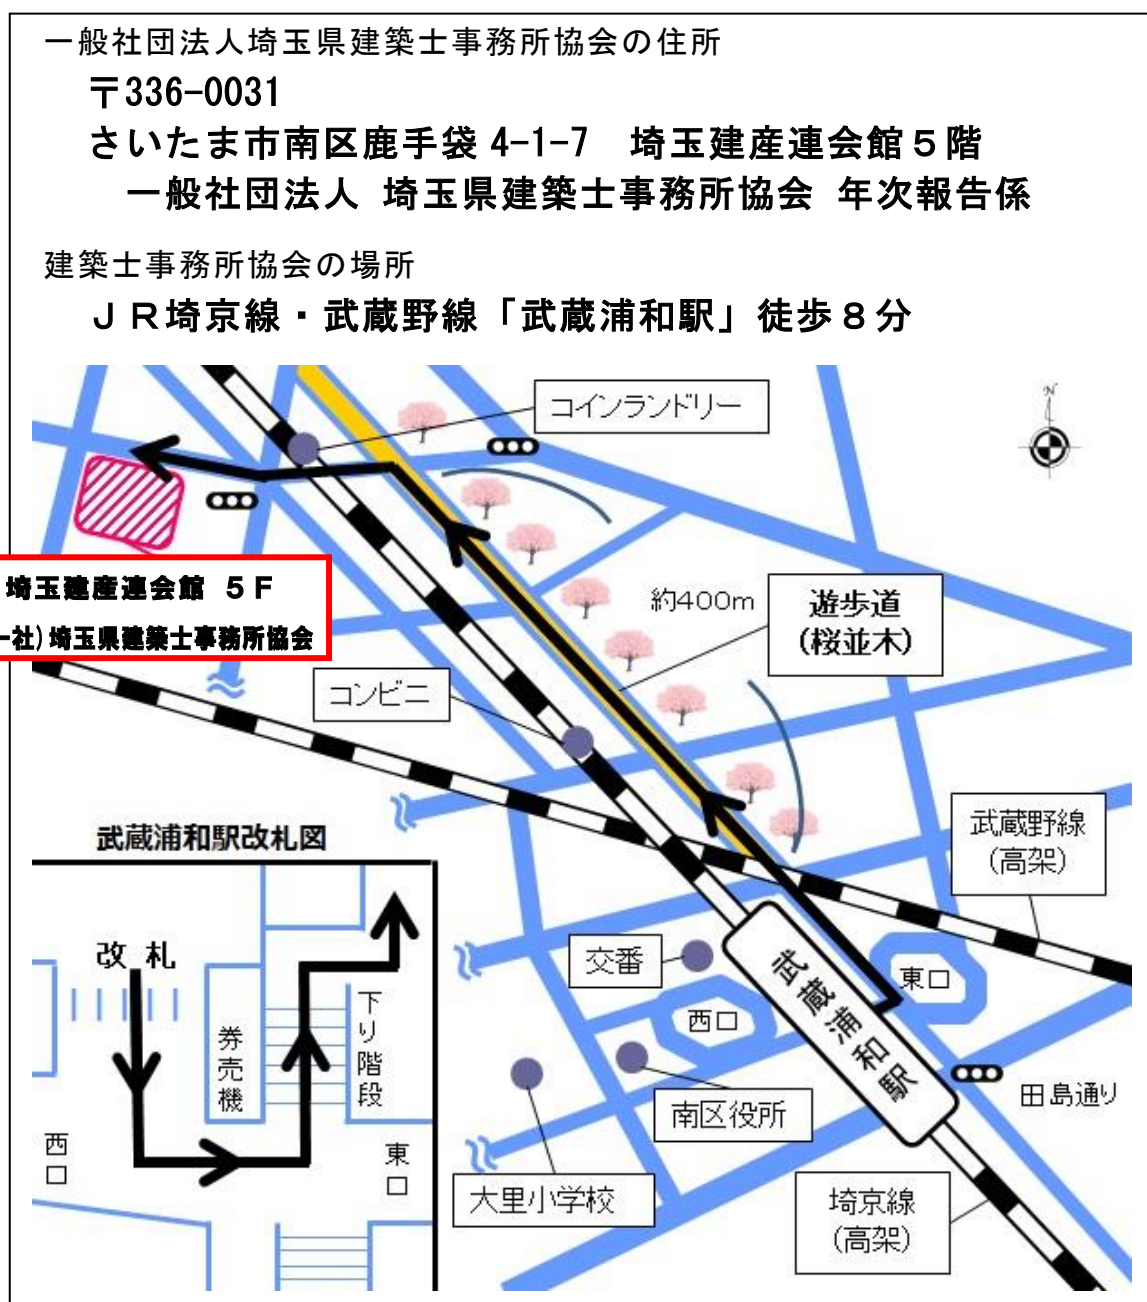 一般社団法人埼玉県建築士事務所協会の住所
〒336-0031
さいたま市南区鹿手袋 4-1-7　埼玉建産連会館５階
一般社団法人 埼玉県建築士事務所協会 年次報告係
建築士事務所協会の場所
ＪＲ埼京線・武蔵野線「武蔵浦和駅」徒歩８分
コインランドリー
N
埼玉建産連会館 ５Ｆ
一社)埼玉県建築士事務所協会
約400m
遊歩道
(桜並木)
コンビニ
武蔵野線
(高架)
武蔵浦和駅改札図
改 札
券売機
下り階段
西口
東口
交番
西口
東口
武蔵浦和駅
南区役所
田島通り
大里小学校
埼京線
(高架)